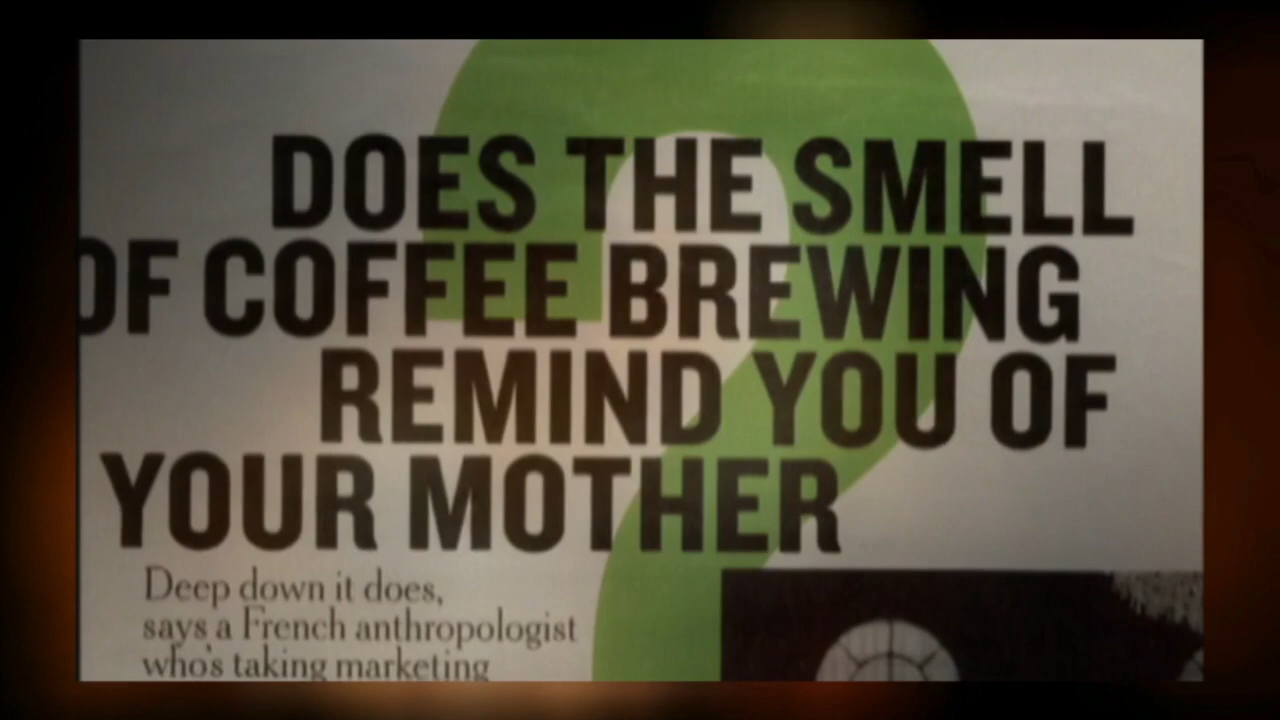 DOES THE SMELL
OF COFFEE BREWING
REMIND YOU OF
YOUR MOTHER
Deep down it does,
says a French anthropologist
who's taking marketing